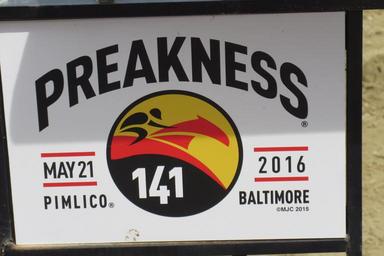 PREAKNESS®
MAY 21
141
2016
PIMLICO®
BALTIMORE
©MJC 2015